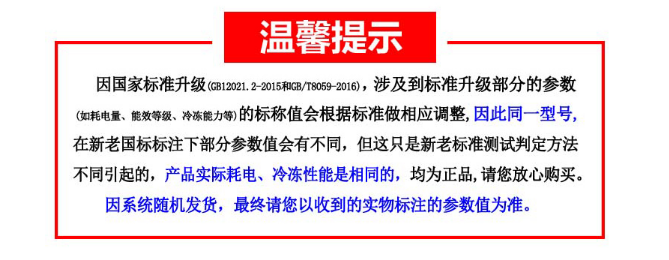 温馨提示
因国家标准升级(GB12021.2-2015和GB/T8059-2016)，涉及到标准升级部分的参数
(如耗电量、能效等级、冷冻能力等)的标称值会根据标准做相应调整,因此同一型号,
在新老国标标注下部分参数值会有不同，但这只是新老标准测试判定方法
不同引起的，产品实际耗电、冷冻性能是相同的，均为正品,请您放心购买。
因系统随机发货，最终请您以收到的实物标注的参数值为准。